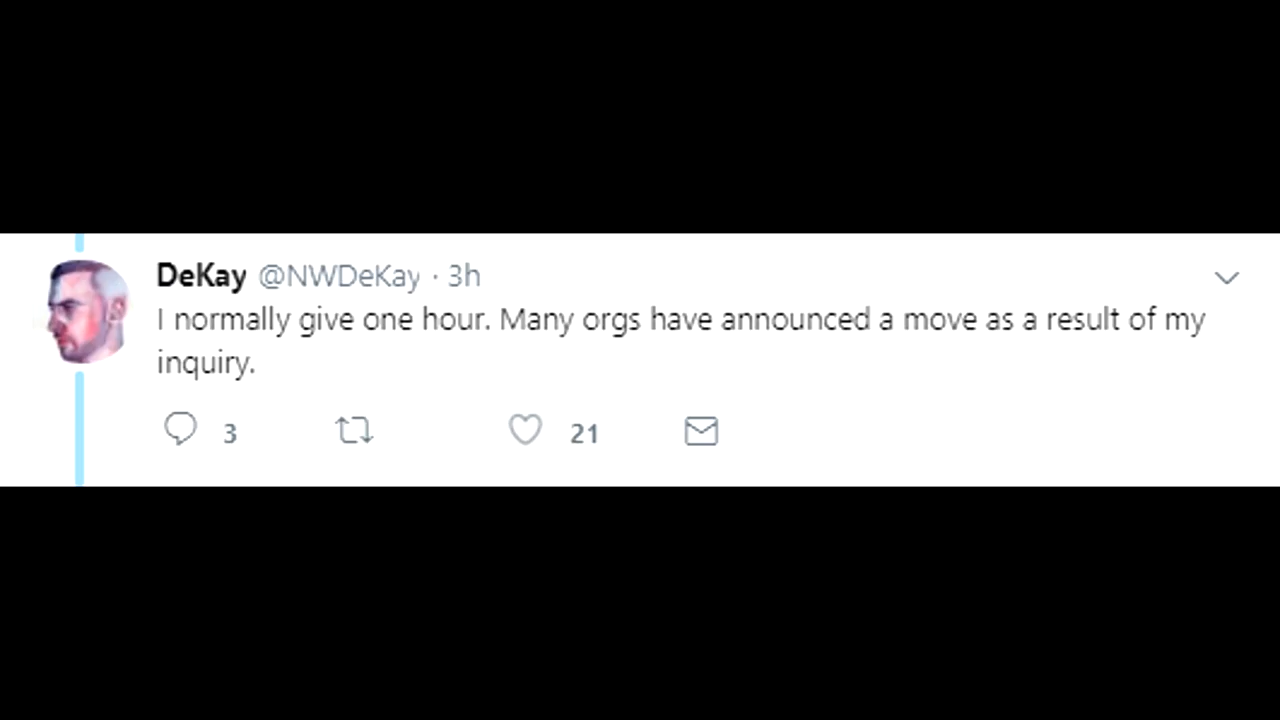 DeKay @NWDeKay · 3h
I normally give one hour. Many orgs have announced a move as a result of my
inquiry.
3 21